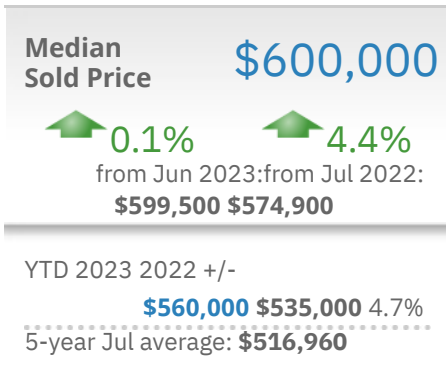 Median
Sold Price
$600,000
0.1% 4.4%
from Jun 2023:from Jul 2022:
$599,500 $574,900
YTD 2023 2022 +/-
$560,000 $535,000 4.7%
5-year Jul average: $516,960